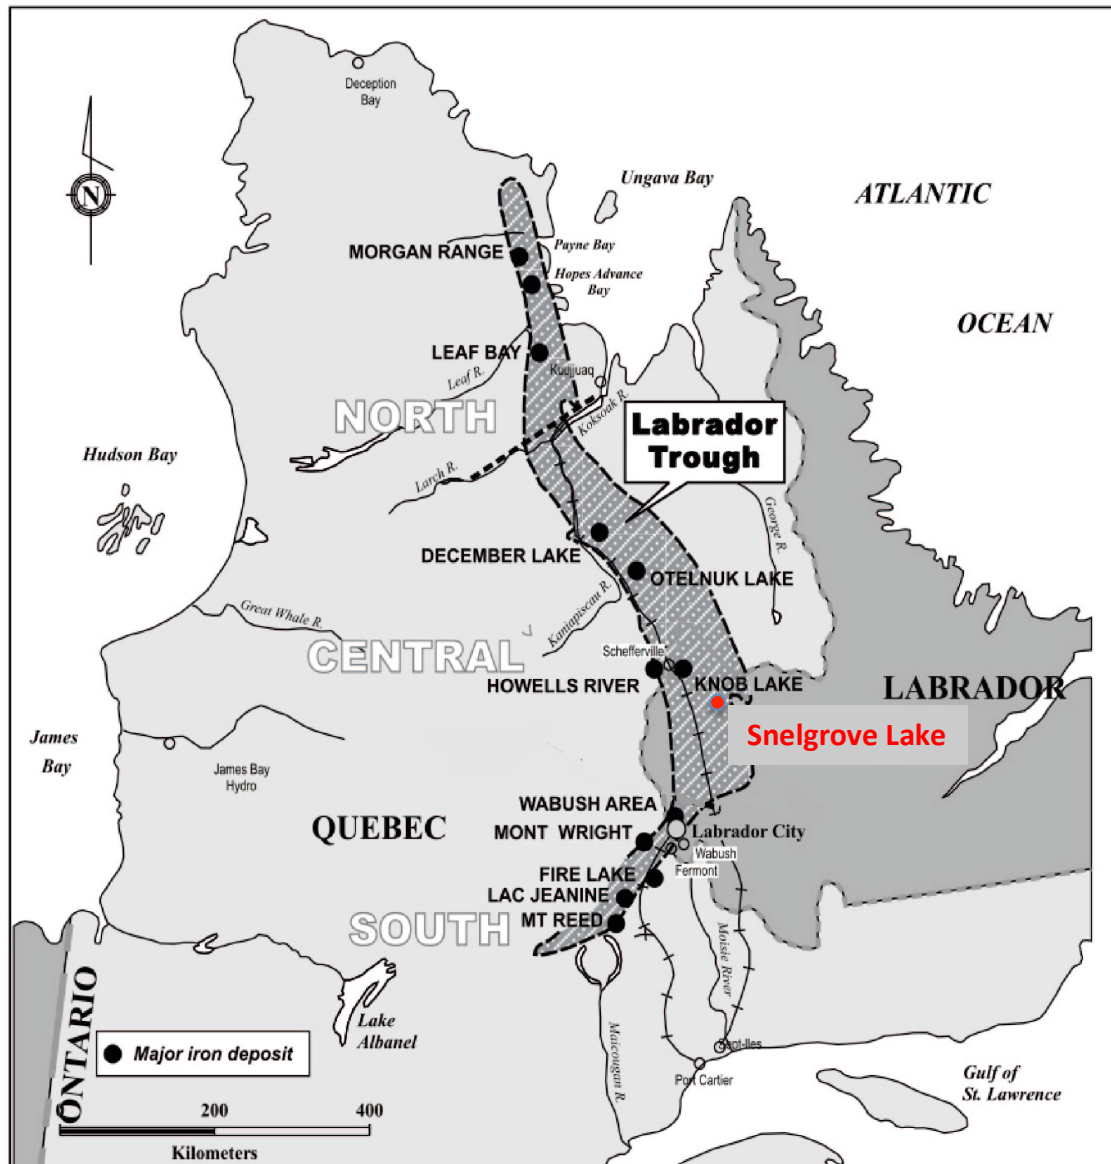 Deception
Bay
N
Ungava Bay
ATLANTIC
OCEAN
MORGAN RANGE
Payne Bay
Hopes Advance
Bay
LEAF BAY
Leaf R.
Kuujjuaq
NORTH
Koksoak R.
Labrador
Trough
Hudson Bay
Larch R.
George R.
DECEMBER LAKE
OTELNUK LAKE
Kaniapiscau R.
Great Whale R.
CENTRAL
Schefferville
HOWELLS RIVER
KNOB LAKE
LABRADOR
Snelgrove Lake
James
Bay
James Bay
Hydro
WABUSH AREA
QUEBEC
MONT WRIGHT
Labrador City
Wabush
Fermont
FIRE LAKE
LAC JEANINE
MT REED
SOUTH
Moisie River
ONTARIO
Lake
Albanel
Major iron deposit
Maicougan R.
Sept-Iles
Port Cartier
Gulf of
St. Lawrence
0 200 400
Kilometers